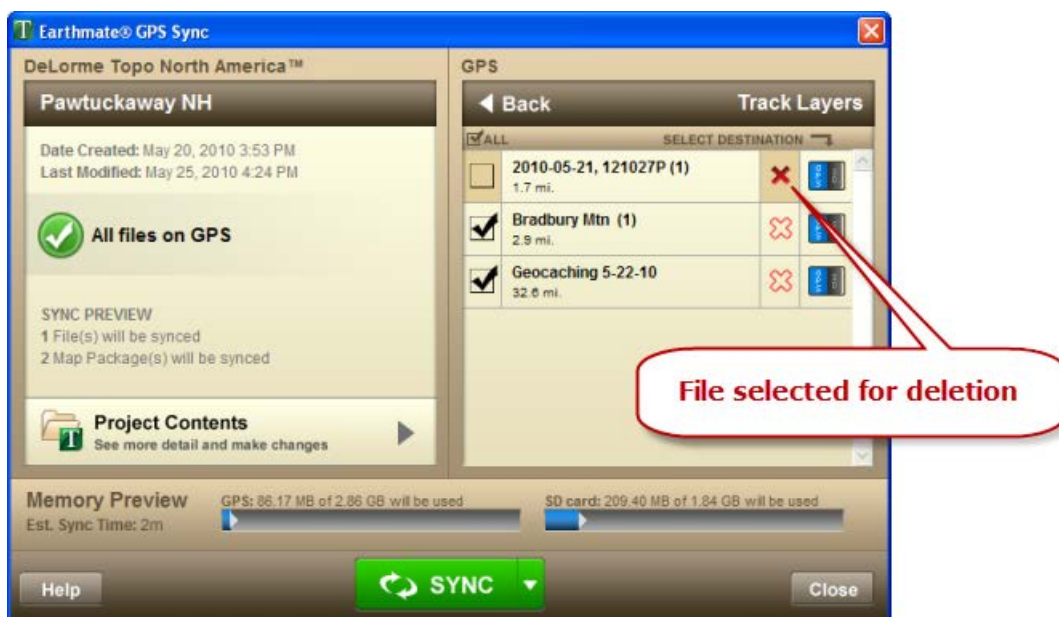 Earthmate® GPS Sync
DeLorme Topo North America™
Pawtuckaway NH
Date Created: May 20, 2010 3:53 PM
Last Modified: May 25, 2010 4:24 PM
All files on GPS
SYNC PREVIEW
1 File(s) will be synced
2 Map Package(s) will be synced
Project Contents
See more detail and make changes
GPS
Back
Track Layers
ALL
SELECT DESTINATION
2010-05-21, 121027P (1)
1.7 mi.
Bradbury Mtn (1)
2.9 mi.
Geocaching 5-22-10
32.6 mi.
File selected for deletion
Memory Preview
Est. Sync Time: 2m
GPS: 86.17 MB of 2.86 GB will be used
SD card: 209.40 MB of 1.84 GB will be used
Help
SYNC
Close